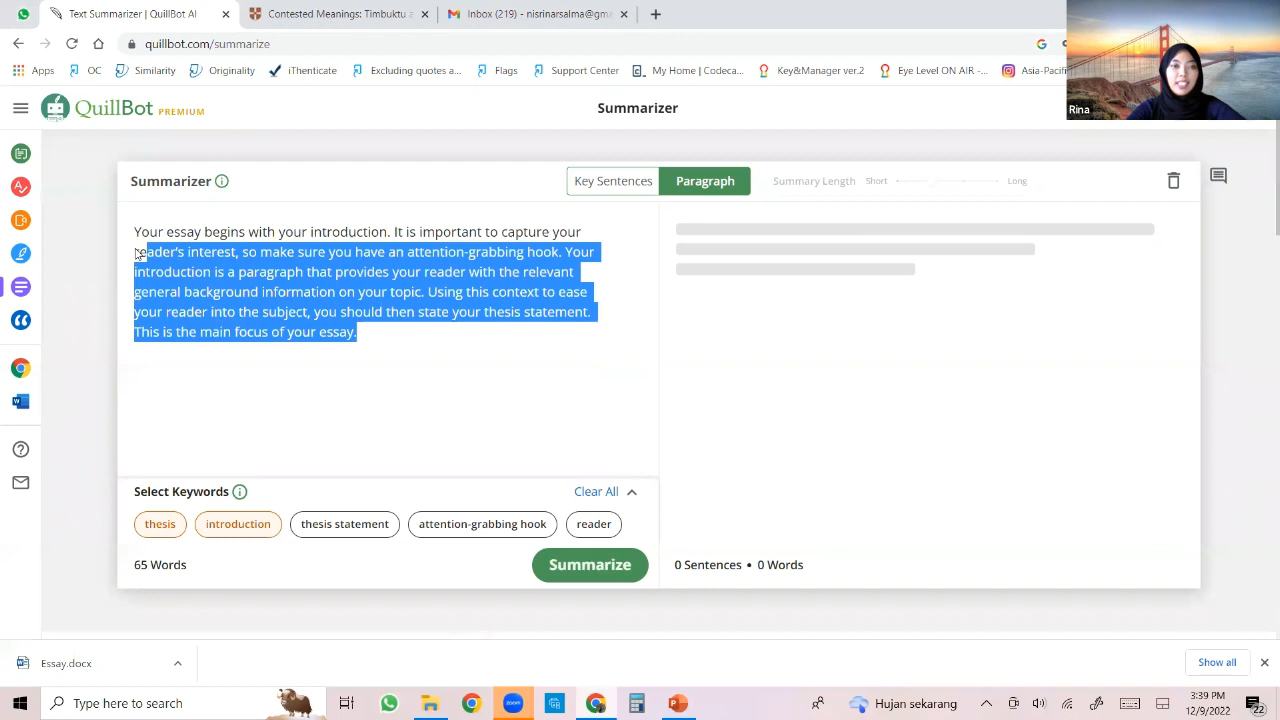 Text Summarizer | QuillBot AI
Contested Meanings: Timbuktu a
Inbox (219) - nisrinarsalma@gm
quillbot.com/summarize
Apps
OC
Similarity
Originality
iThenticate
Excluding quotes a...
Flags
Support Center
My Home | Codeca...
Key&Manager ver.2
Eye Level ON AIR -...
Asia-Pacif
Rina
QuillBot PREMIUM
Summarizer
Summarizer
Key Sentences
Paragraph
Summary Length
Short
Long
Your essay begins with your introduction. It is important to capture your
reader's interest, so make sure you have an attention-grabbing hook. Your
introduction is a paragraph that provides your reader with the relevant
general background information on your topic. Using this context to ease
your reader into the subject, you should then state your thesis statement.
This is the main focus of your essay.
Select Keywords
Clear All
thesis
introduction
thesis statement
attention-grabbing hook
reader
65 Words
Summarize
0 Sentences • 0 Words
Essay.docx
Show all
Type here to search
zoom
Hujan sekarang
3:39 PM
12/9/2022
22